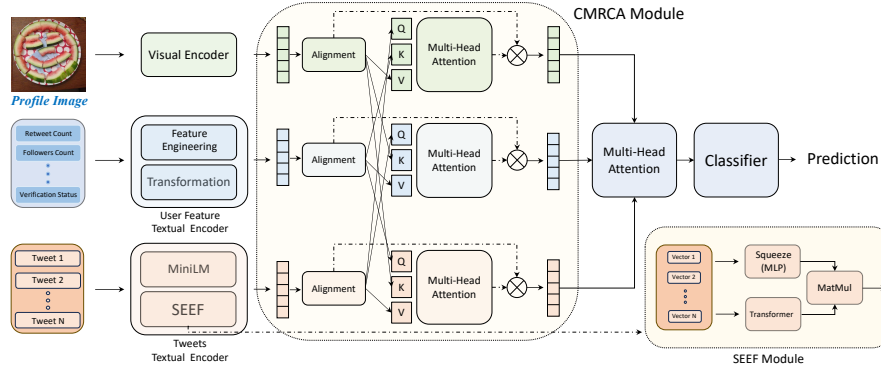 CMRCA Module
Profile Image
Visual Encoder
Alignment
Q
K
V
Multi-Head
Attention
Retweet Count
Followers Count
Verification Status
Feature
Engineering
Transformation
User Feature
Textual Encoder
Alignment
Q
K
V
Multi-Head
Attention
Multi-Head
Attention
Classifier
Prediction
Tweet 1
Tweet 2
Tweet N
MiniLM
SEEF
Tweets
Textual Encoder
Alignment
Q
K
V
Multi-Head
Attention
Vector 1
Vector 2
Vector N
Squeeze
(MLP)
Transformer
MatMul
SEEF Module